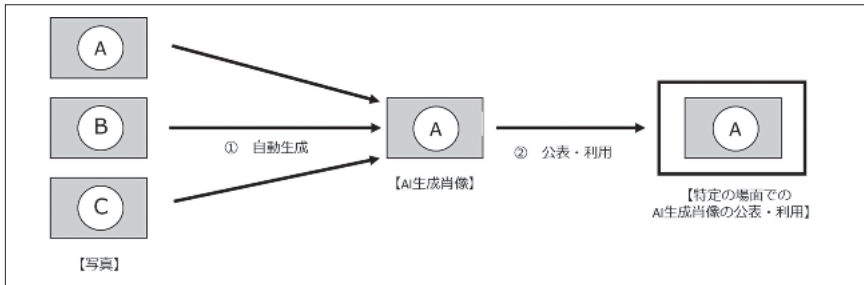 A
B
C
【写真】
① 自動生成
A
【AI生成肖像】
② 公表・利用
A
【特定の場面での
AI生成肖像の公表・利用】